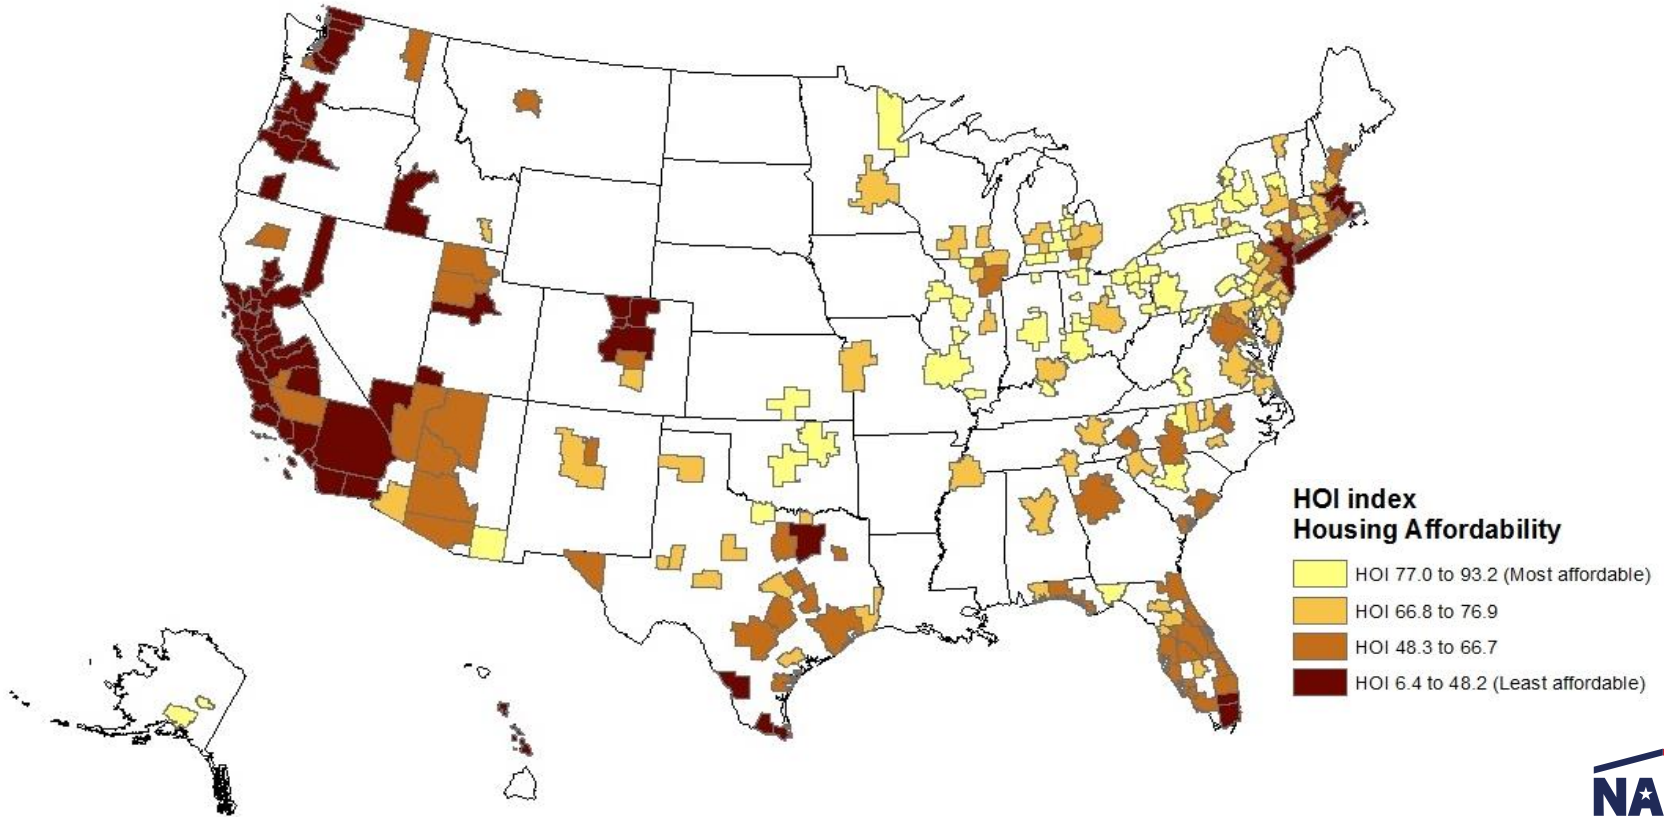 HOI index
Housing Affordability
HOI 77.0 to 93.2 (Most affordable)
HOI 66.8 to 76.9
HOI 48.3 to 66.7
HOI 6.4 to 48.2 (Least affordable)
NA